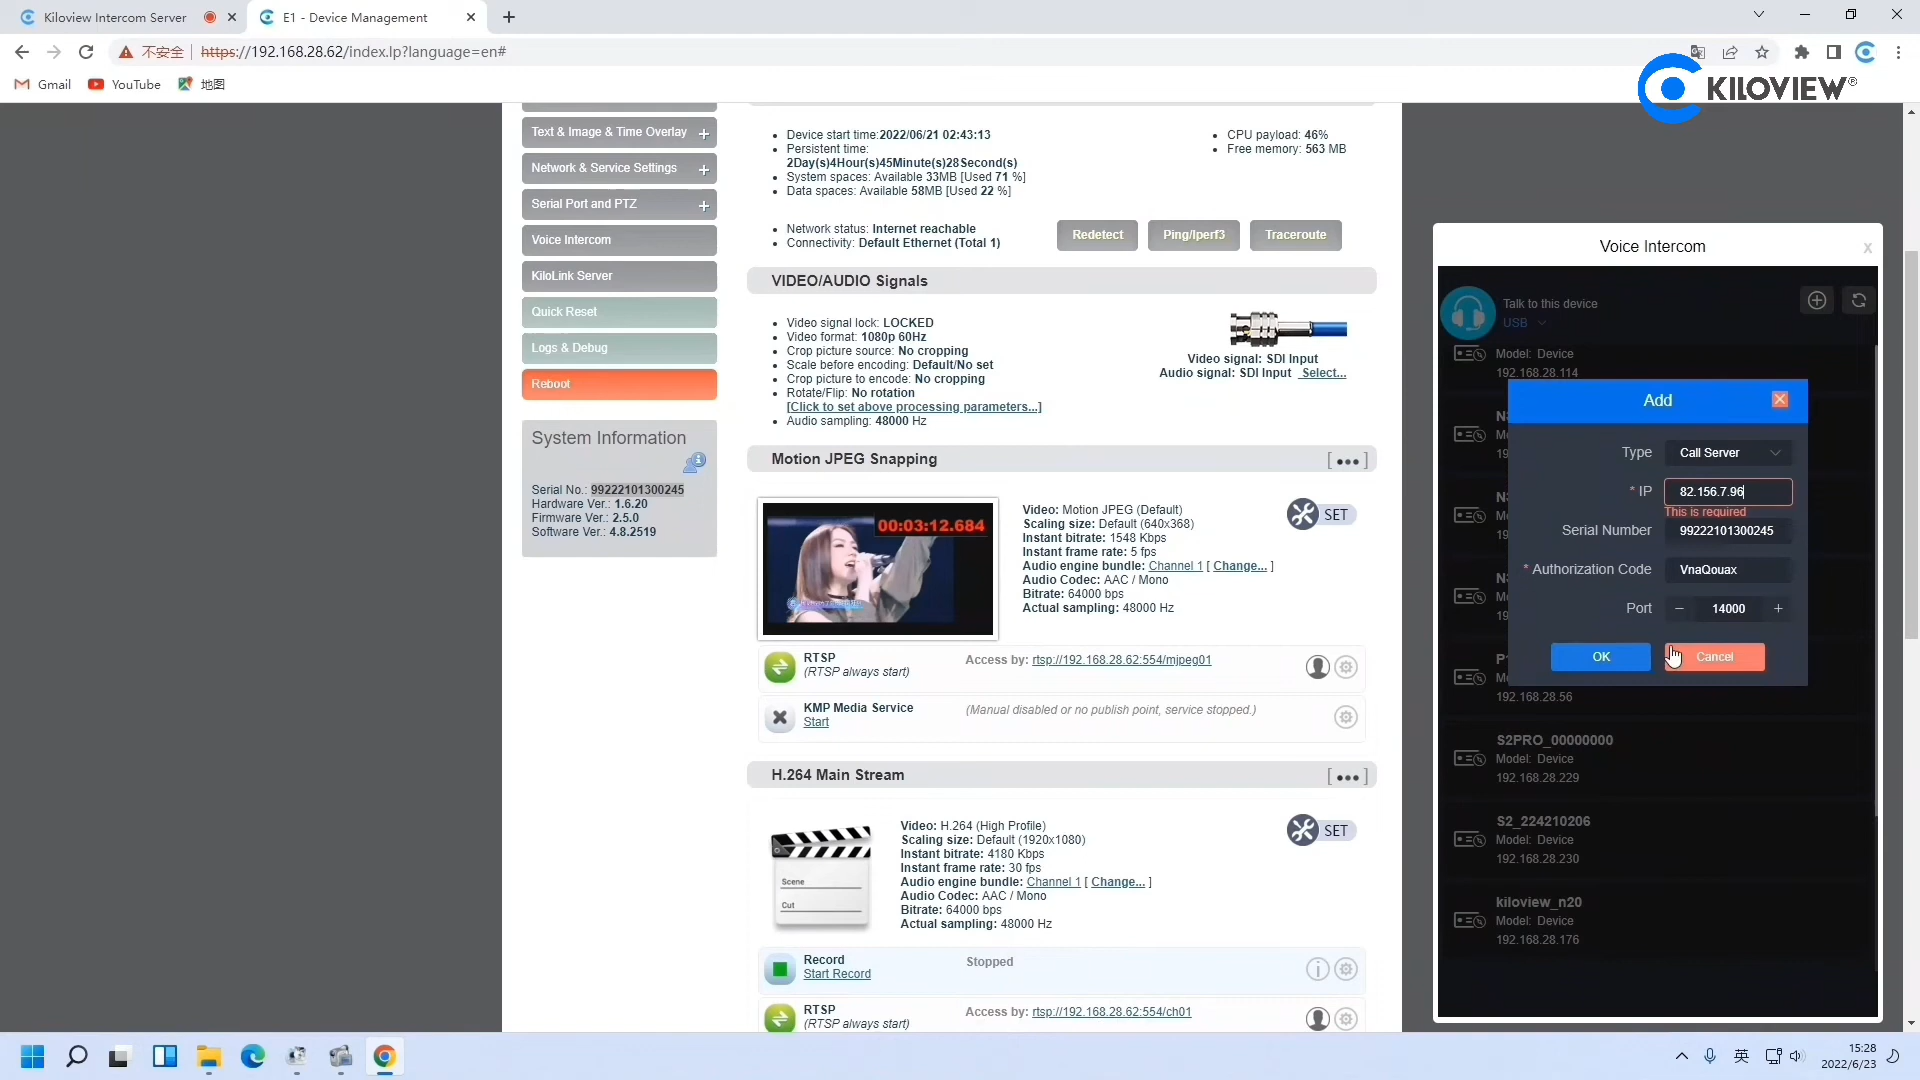 Kiloview Intercom Server
E1 - Device Management
不安全
https://192.168.28.62/index.lp?language=en#
Gmail
YouTube
地图
KILOVIEW®
Text & Image & Time Overlay
Network & Service Settings
Serial Port and PTZ
Voice Intercom
KiloLink Server
Quick Reset
Logs & Debug
Reboot
System Information
Serial No.: 99222101300245
Hardware Ver.: 1.6.20
Firmware Ver.: 2.5.0
Software Ver.: 4.8.2519
Device start time:2022/06/21 02:43:13
Persistent time:
2Day(s)4Hour(s)45Minute(s)28Second(s)
System spaces: Available 33MB [Used 71 %]
Data spaces: Available 58MB [Used 22 %]
CPU payload: 46%
Free memory: 563 MB
Network status: Internet reachable
Connectivity: Default Ethernet (Total 1)
Redetect
Ping/Iperf3
Traceroute
VIDEO/AUDIO Signals
Video signal lock: LOCKED
Video format: 1080p 60Hz
Crop picture source: No cropping
Scale before encoding: Default/No set
Crop picture to encode: No cropping
Rotate/Flip: No rotation
[Click to set above processing parameters...]
Audio sampling: 48000 Hz
Video signal: SDI Input
Audio signal: SDI Input Select...
Motion JPEG Snapping
[ ••• ]
00:03:12.684
Video: Motion JPEG (Default)
Scaling size: Default (640x368)
Instant bitrate: 1548 Kbps
Instant frame rate: 5 fps
Audio engine bundle: Channel 1 [ Change... ]
Audio Codec: AAC / Mono
Bitrate: 64000 bps
Actual sampling: 48000 Hz
SET
RTSP
(RTSP always start)
Access by: rtsp://192.168.28.62:554/mjpeg01
KMP Media Service
Start
(Manual disabled or no publish point, service stopped.)
H.264 Main Stream
[ ••• ]
Scene
Cut
Video: H.264 (High Profile)
Scaling size: Default (1920x1080)
Instant bitrate: 4180 Kbps
Instant frame rate: 30 fps
Audio engine bundle: Channel 1 [ Change... ]
Audio Codec: AAC / Mono
Bitrate: 64000 bps
Actual sampling: 48000 Hz
SET
Record
Start Record
Stopped
RTSP
(RTSP always start)
Access by: rtsp://192.168.28.62:554/ch01
Voice Intercom
x
Talk to this device
USB
Model: Device
192.168.28.114
Add
Type
Call Server
* IP
82.156.7.96
This is required
Serial Number
99222101300245
* Authorization Code
VnaQouax
Port
− 14000 +
OK
Cancel
192.168.28.56
S2PRO_00000000
Model: Device
192.168.28.229
S2_224210206
Model: Device
192.168.28.230
kiloview_n20
Model: Device
192.168.28.176
英
15:28
2022/6/23